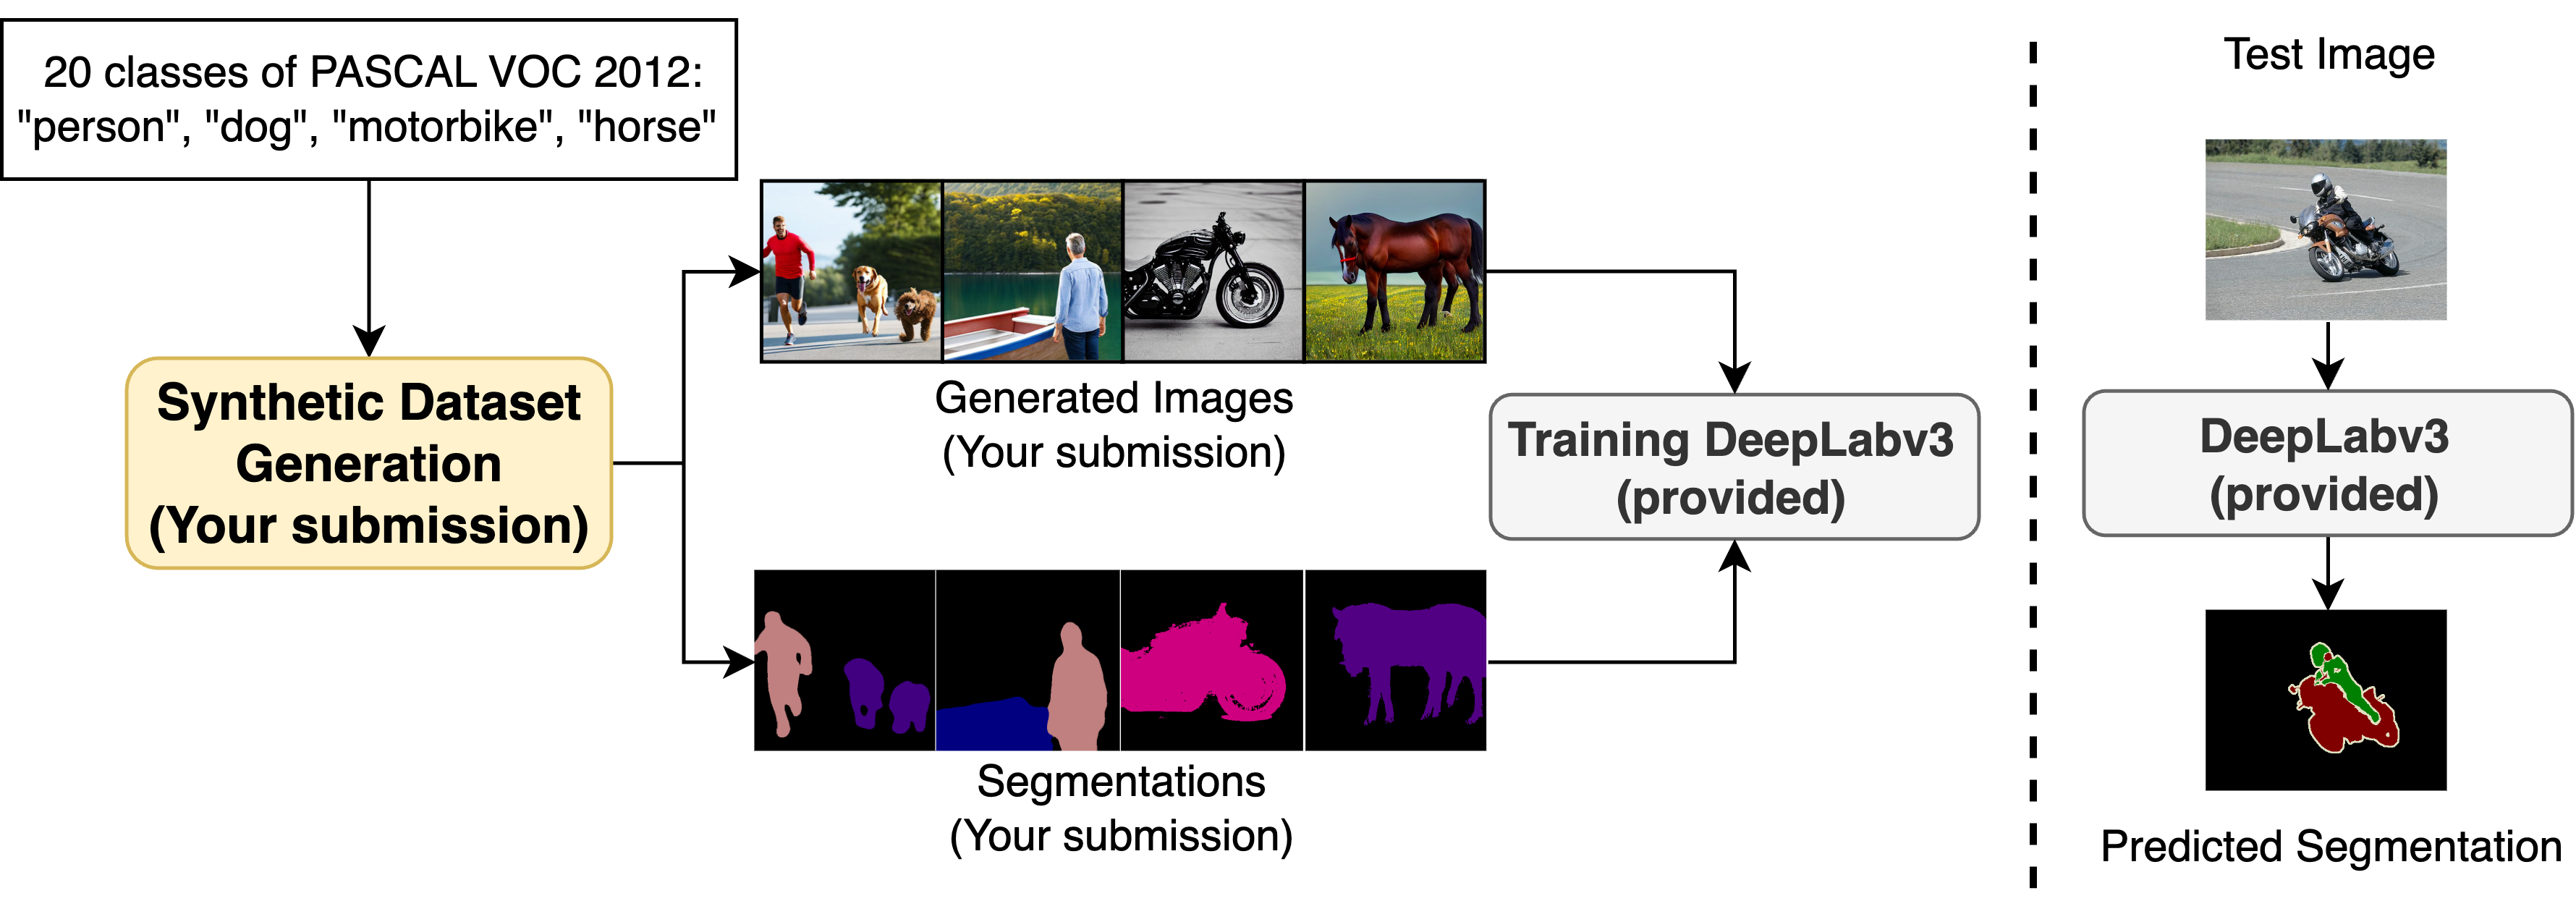 20 classes of PASCAL VOC 2012:
"person", "dog", "motorbike", "horse"
Synthetic Dataset
Generation
(Your submission)
Generated Images
(Your submission)
Segmentations
(Your submission)
Training DeepLabv3
(provided)
Test Image
DeepLabv3
(provided)
Predicted Segmentation